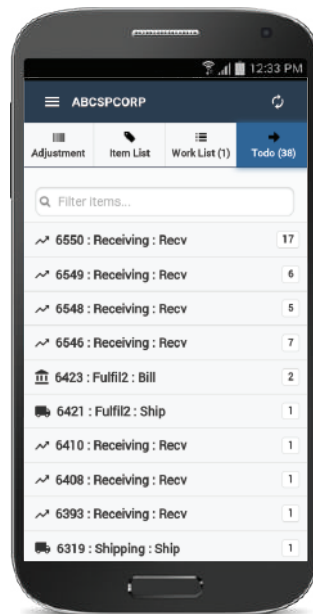 12:33 PM
ABCSPCORP
Adjustment Item List Work List (1) Todo (38)
Filter items...
6550 : Receiving : Recv 17
6549 : Receiving : Recv 6
6548 : Receiving : Recv 5
6546 : Receiving : Recv 7
6423 : Fulfil2 : Bill 2
6421 : Fulfil2 : Ship 1
6410 : Receiving : Recv 1
6408 : Receiving : Recv 1
6393 : Receiving : Recv 1
6319 : Shipping : Ship 1